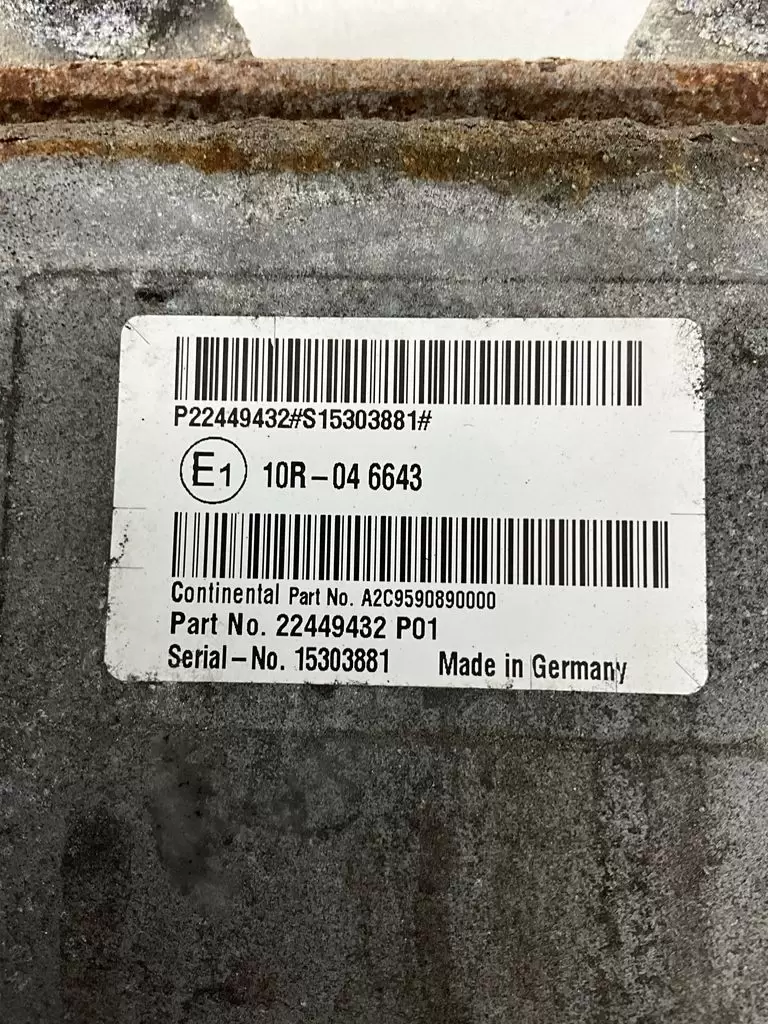 P22449432#S15303881#
E1 10R-04 6643
Continental Part No. A2C9590890000
Part No. 22449432 P01
Serial-No. 15303881 Made in Germany